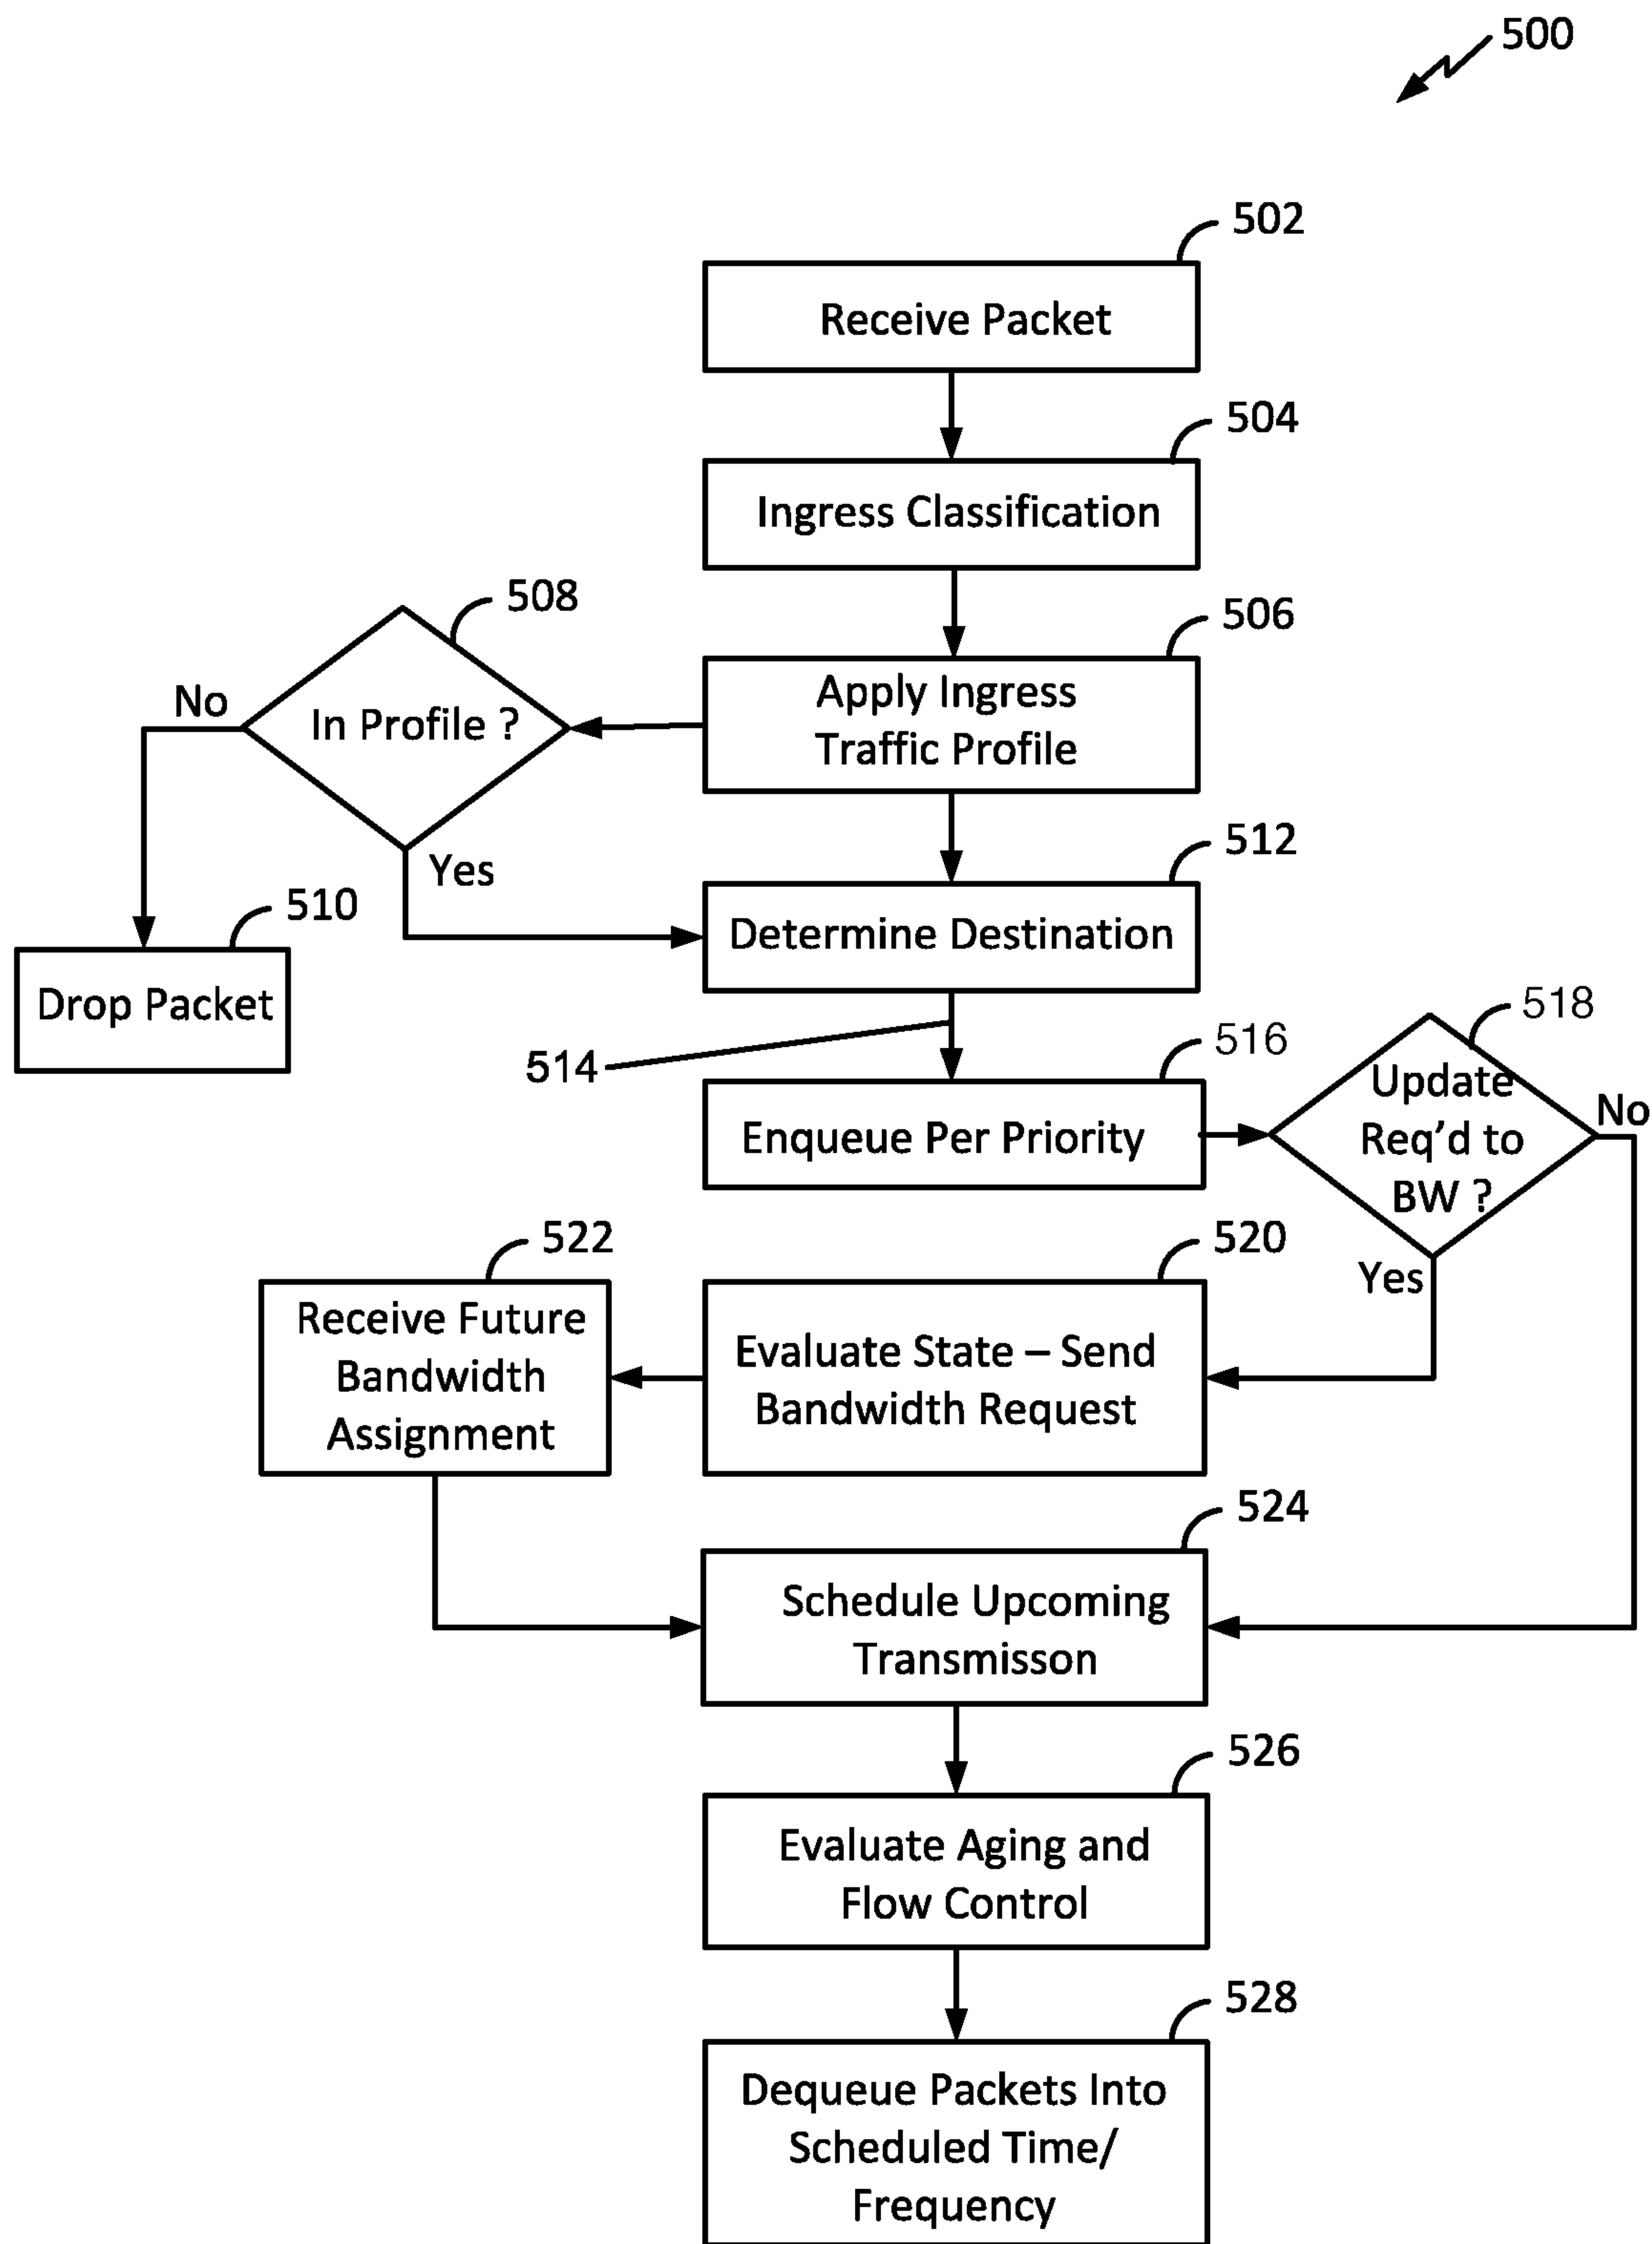 500
502
Receive Packet
504
Ingress Classification
508
506
No
In Profile ?
Apply Ingress
Traffic Profile
Yes
512
510
Determine Destination
Drop Packet
514
516
518
Enqueue Per Priority
Update
Req’d to
BW ?
No
Yes
522
520
Receive Future
Bandwidth
Assignment
Evaluate State – Send
Bandwidth Request
524
Schedule Upcoming
Transmisson
526
Evaluate Aging and
Flow Control
528
Dequeue Packets Into
Scheduled Time/
Frequency